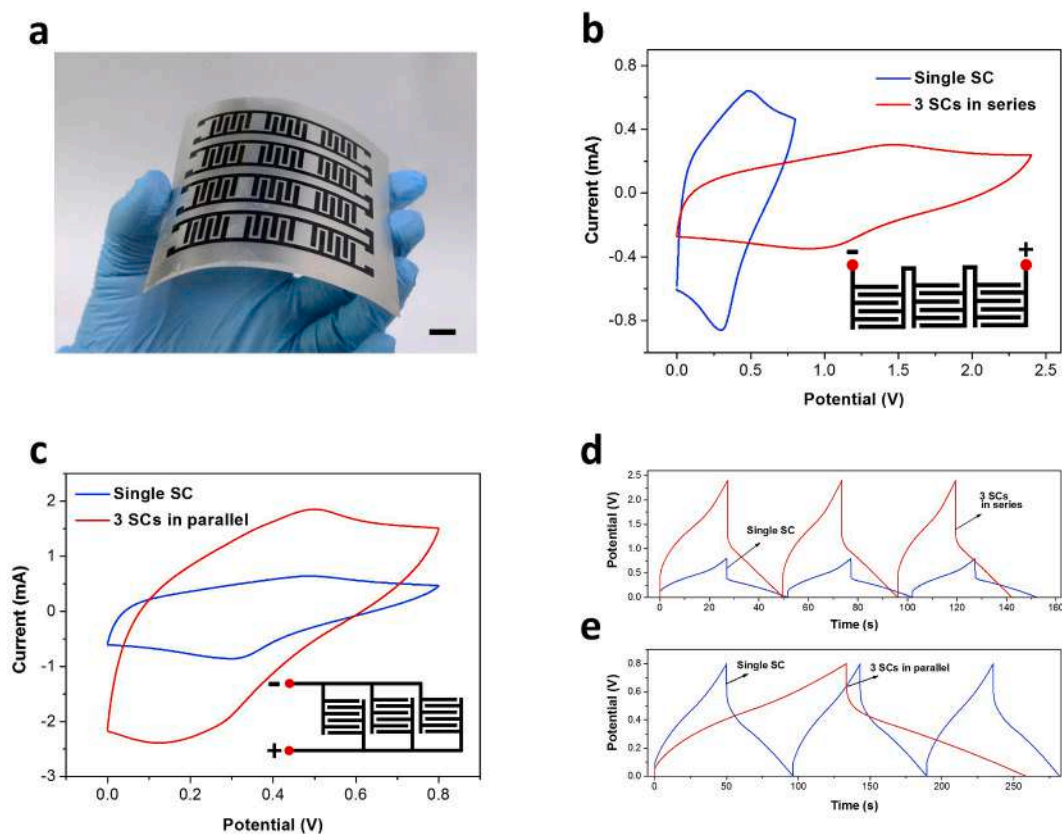 a
b
0.8
0.4
0.0
-0.4
-0.8
Current (mA)
Single SC
3 SCs in series
-
+
0.0
0.5
1.0
1.5
2.0
2.5
Potential (V)
c
2
1
0
-1
-2
-3
Current (mA)
Single SC
3 SCs in parallel
-
+
0.0
0.2
0.4
0.6
0.8
Potential (V)
d
2.5
2.0
1.5
1.0
0.5
0.0
Potential (V)
Single SC
3 SCs
in series
0
20
40
60
80
100
120
140
160
Time (s)
e
0.8
0.6
0.4
0.2
0.0
Potential (V)
Single SC
3 SCs in parallel
0
50
100
150
200
250
Time (s)